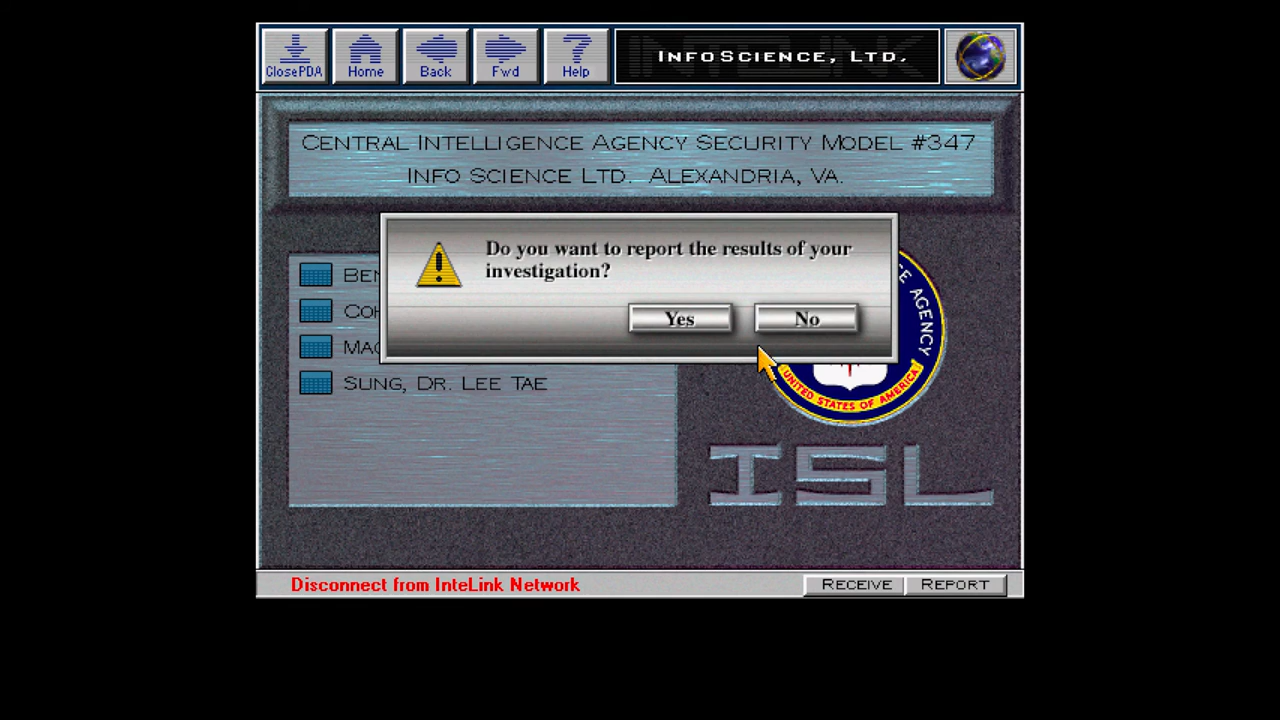 ClosePDA Home Back Fwd Help INFOSCIENCE, LTD.
CENTRAL INTELLIGENCE AGENCY SECURITY MODEL #347
INFO SCIENCE LTD. ALEXANDRIA, VA.
Do you want to report the results of your
investigation?
Yes No
SUNG, DR. LEE TAE
AGENCY
UNITED STATES OF AMERICA
ISL
Disconnect from InteLink Network
RECEIVE REPORT